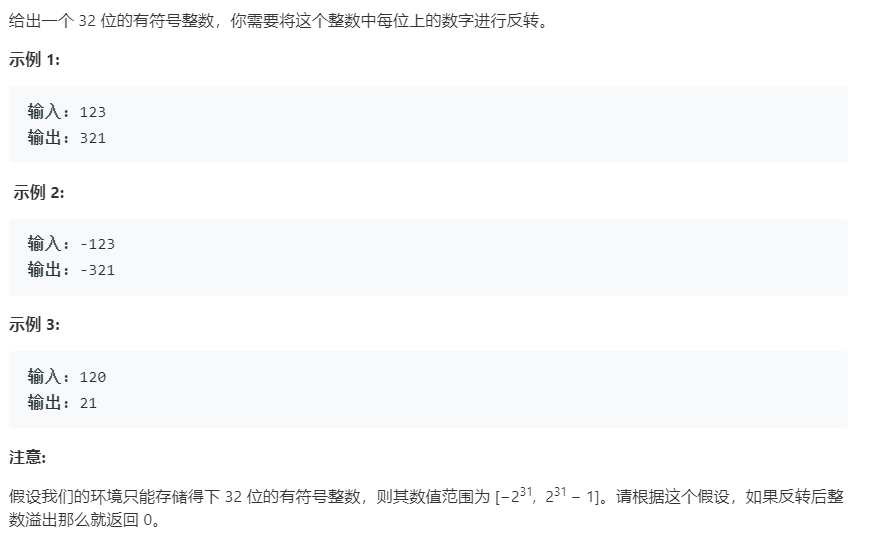 给出一个 32 位的有符号整数，你需要将这个整数中每位上的数字进行反转。
示例 1:
输入: 123
输出: 321
示例 2:
输入: -123
输出: -321
示例 3:
输入: 120
输出: 21
注意:
假设我们的环境只能存储得下 32 位的有符号整数，则其数值范围为 [−2³¹, 2³¹ − 1]。请根据这个假设，如果反转后整
数溢出那么就返回 0。